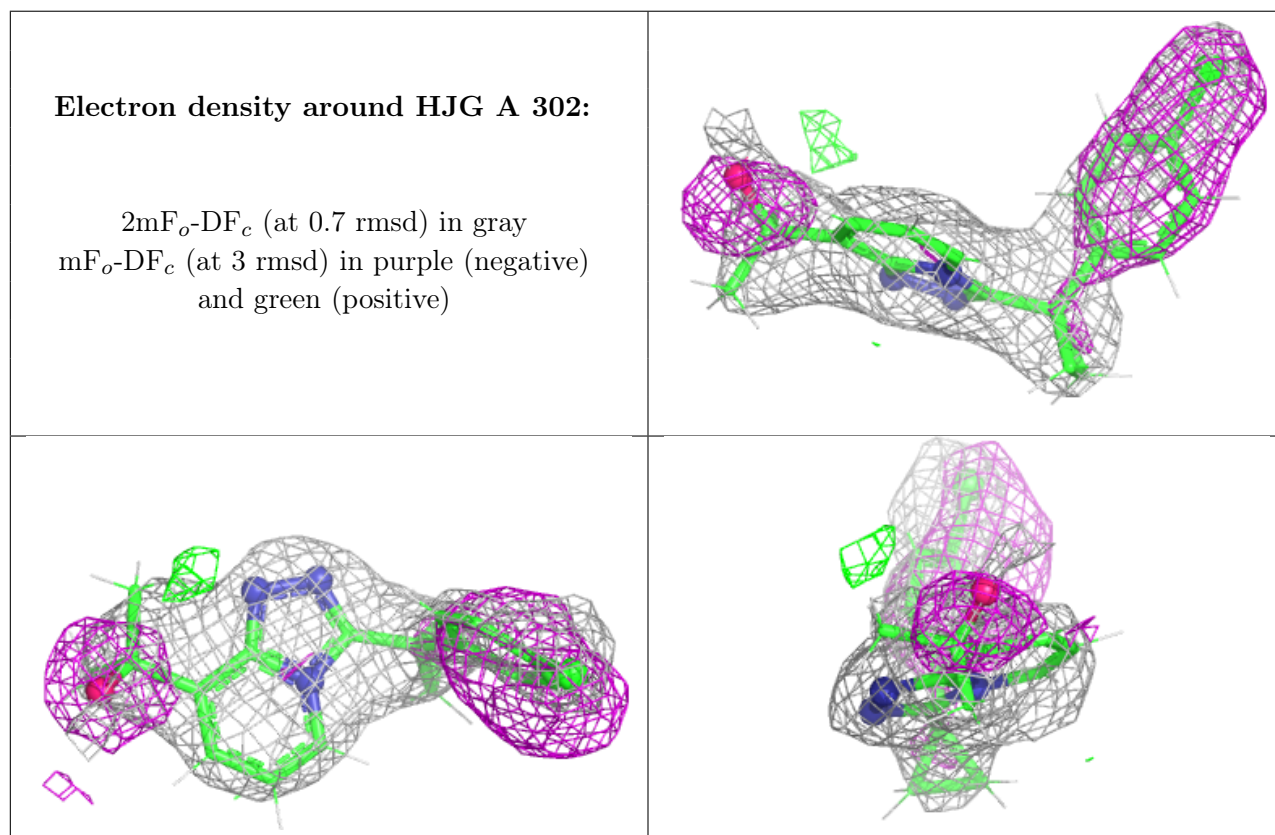 Electron density around HJG A 302:
2mFo-DFc (at 0.7 rmsd) in gray
mFo-DFc (at 3 rmsd) in purple (negative)
and green (positive)